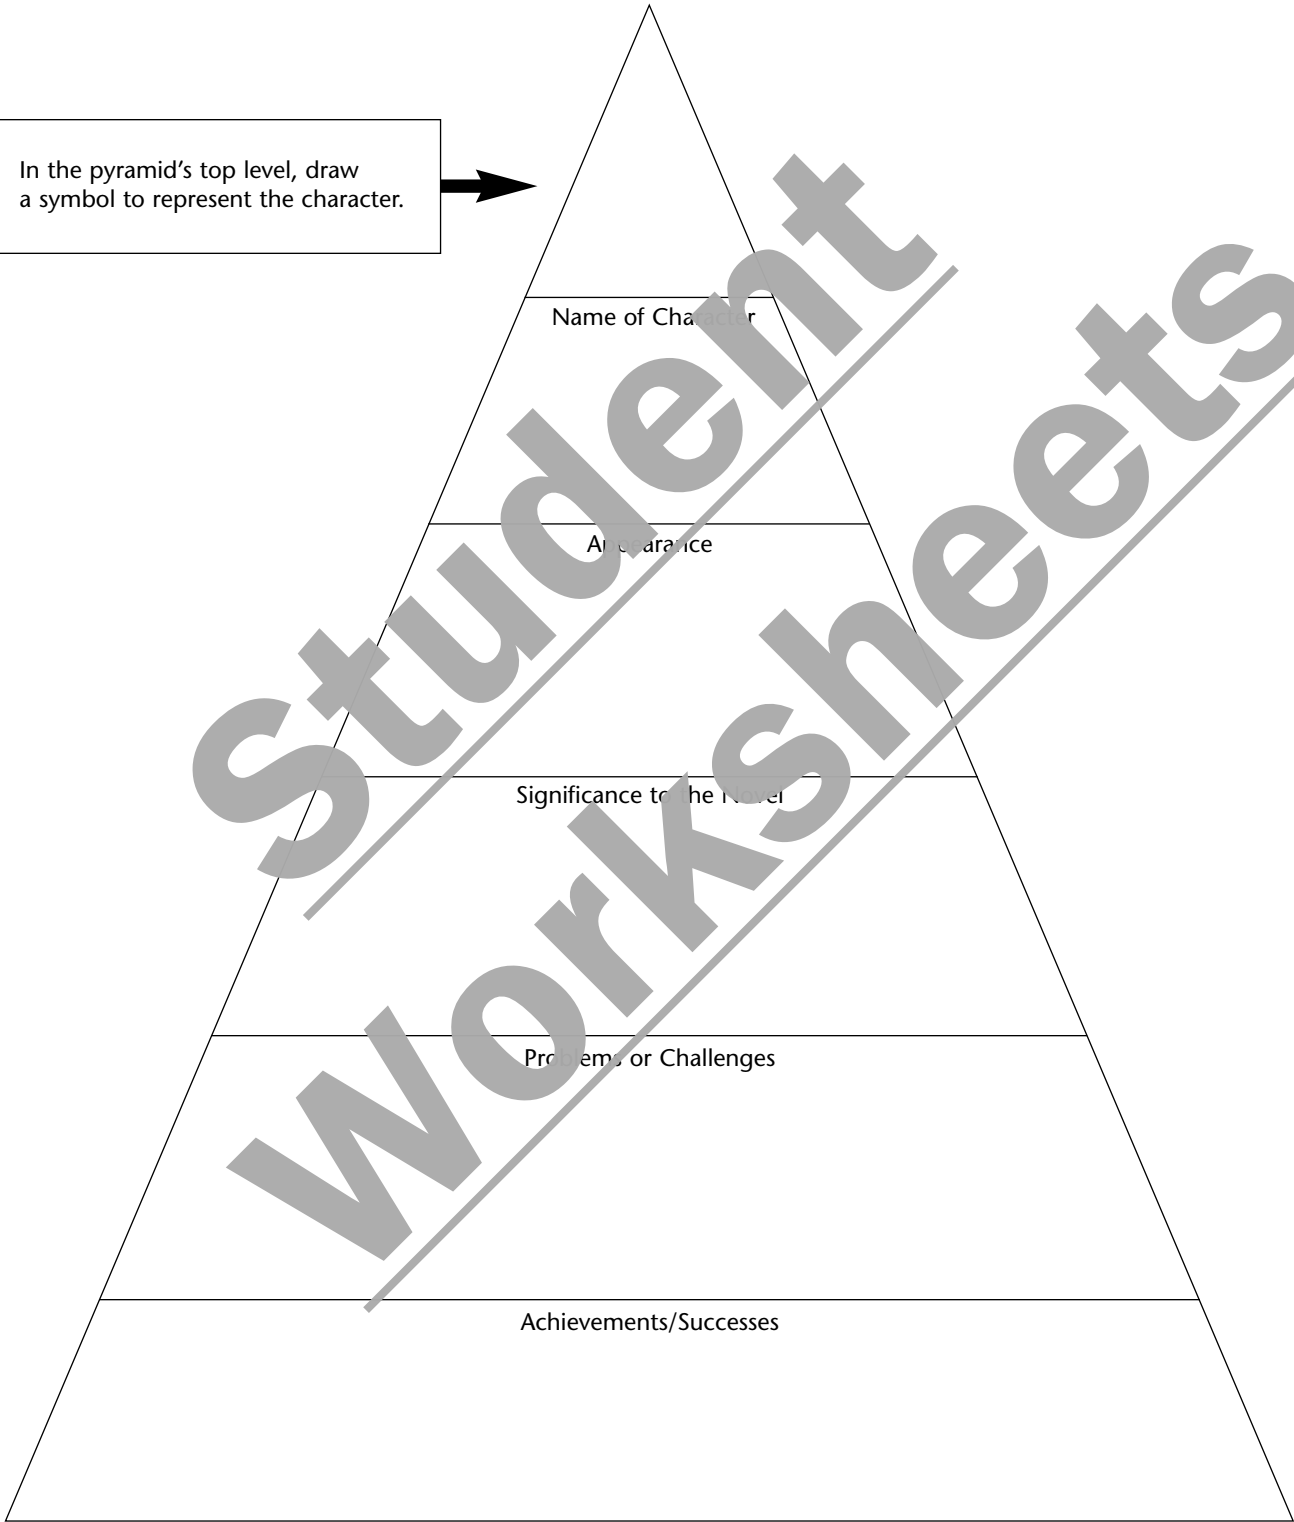 In the pyramid's top level, draw
a symbol to represent the character.
Name of Character
Appearance
Significance to the Novel
Problems or Challenges
Achievements/Successes
Student
Worksheets